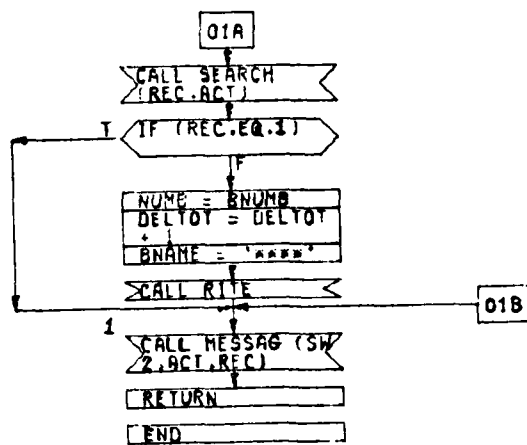 01A
CALL SEARCH
(REC.ACT)
T
IF (REC.EQ.1)
F
NUMB = BNUMB
DELTOT = DELTOT
+ 1
BNAME = '****'
CALL RITE
01B
1
CALL MESSAG (SW
2,ACT,REC)
RETURN
END